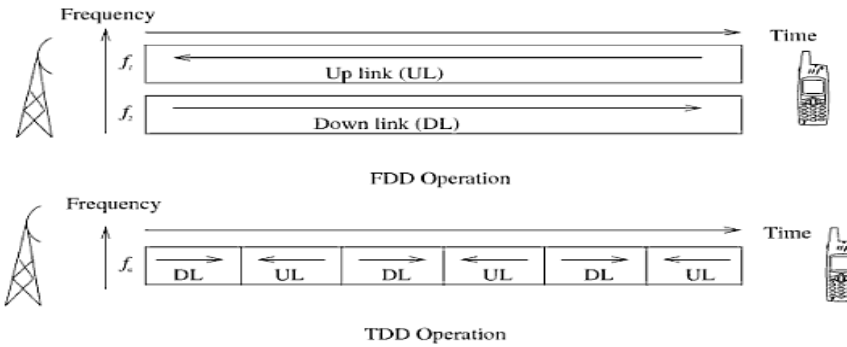 Frequency
Time
f₁
Up link (UL)
f₂
Down link (DL)
FDD Operation
Frequency
Time
DL UL DL UL DL UL
TDD Operation